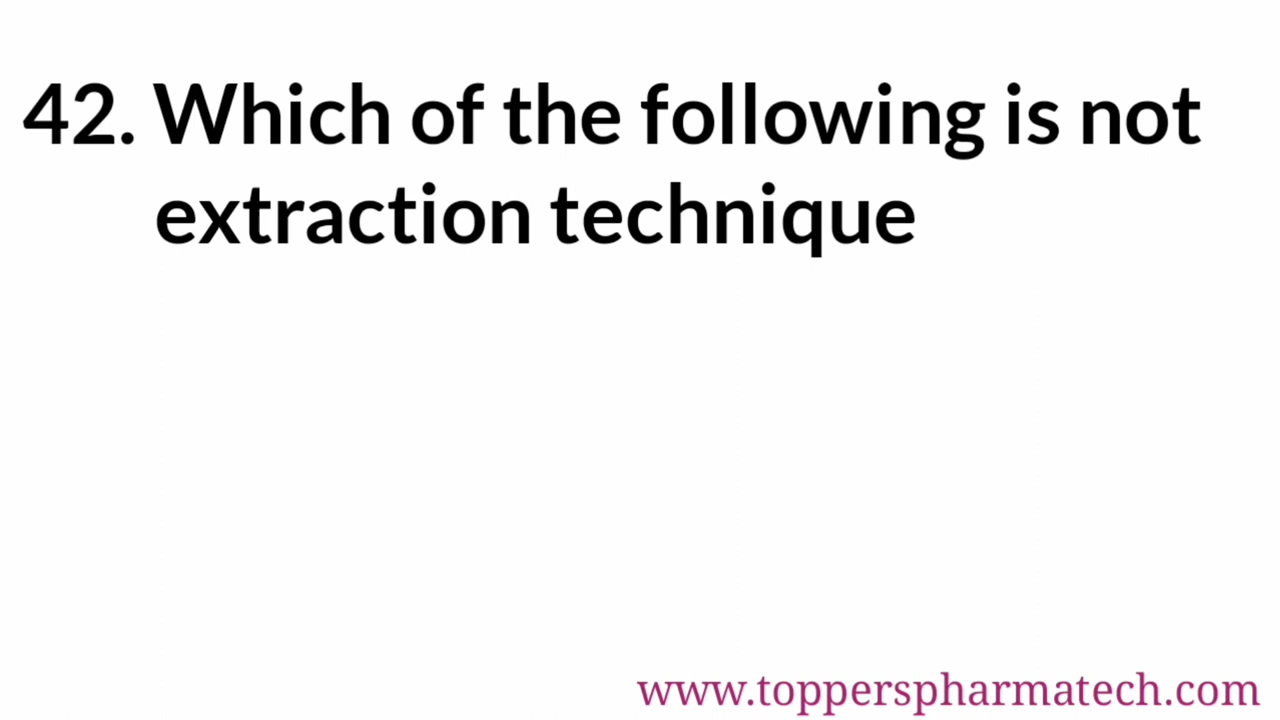 42. Which of the following is not
extraction technique
www.topperspharmatech.com